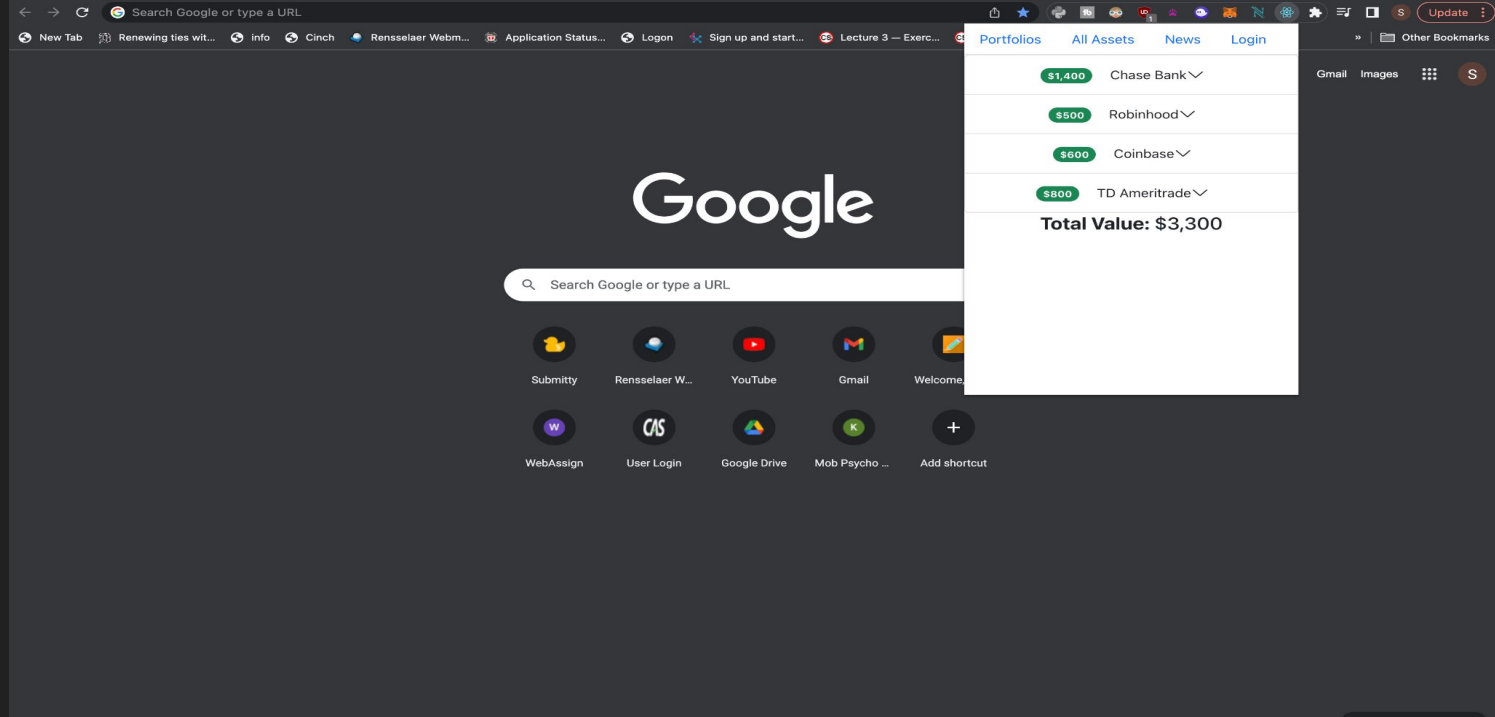 Search Google or type a URL
Update
New Tab Renewing ties wit... info Cinch Rensselaer Webm... Application Status... Logon Sign up and start... Lecture 3 — Exerc... Other Bookmarks
Portfolios All Assets News Login
$1,400 Chase Bank
Gmail Images S
$500 Robinhood
$600 Coinbase
$800 TD Ameritrade
Total Value: $3,300
Google
Search Google or type a URL
Submitty Rensselaer W... YouTube Gmail Welcome,
W CAS K
WebAssign User Login Google Drive Mob Psycho ... Add shortcut